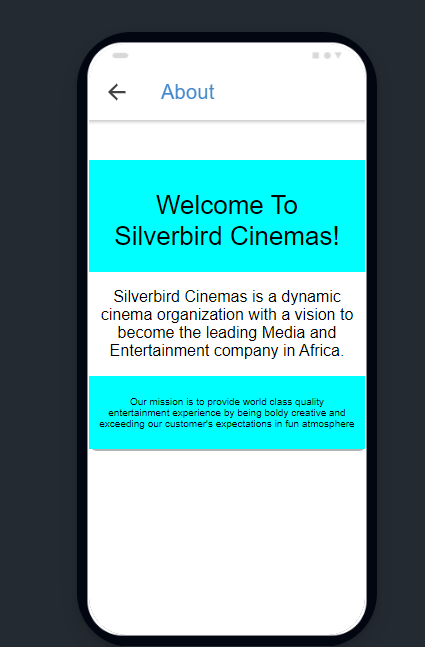 About
Welcome To
Silverbird Cinemas!
Silverbird Cinemas is a dynamic
cinema organization with a vision to
become the leading Media and
Entertainment company in Africa.
Our mission is to provide world class quality
entertainment experience by being boldy creative and
exceeding our customer's expectations in fun atmosphere